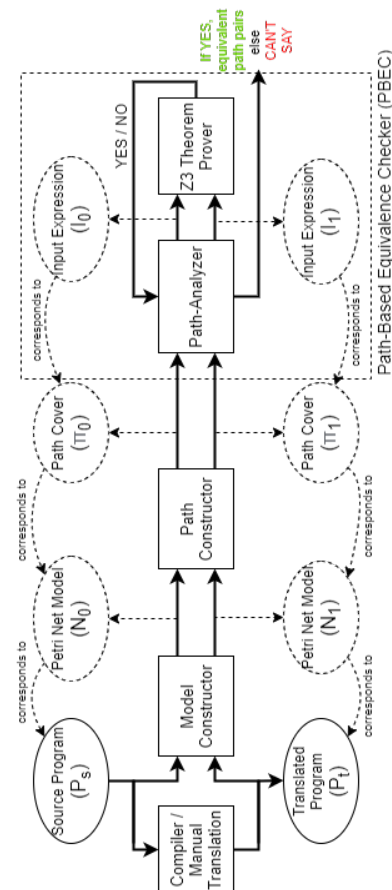 Source Program
(Ps)
corresponds to
Petri Net Model
(N0)
corresponds to
Path Cover
(π0)
corresponds to
Input Expression
(I0)
Compiler /
Manual
Translation
Model
Constructor
Path
Constructor
Path-Analyzer
Z3 Theorem
Prover
YES / NO
If YES,
equivalent
path pairs
else
CAN'T
SAY
Translated
Program
(Pt)
corresponds to
Petri Net Model
(N1)
corresponds to
Path Cover
(π1)
corresponds to
Input Expression
(I1)
Path-Based Equivalence Checker (PBEC)